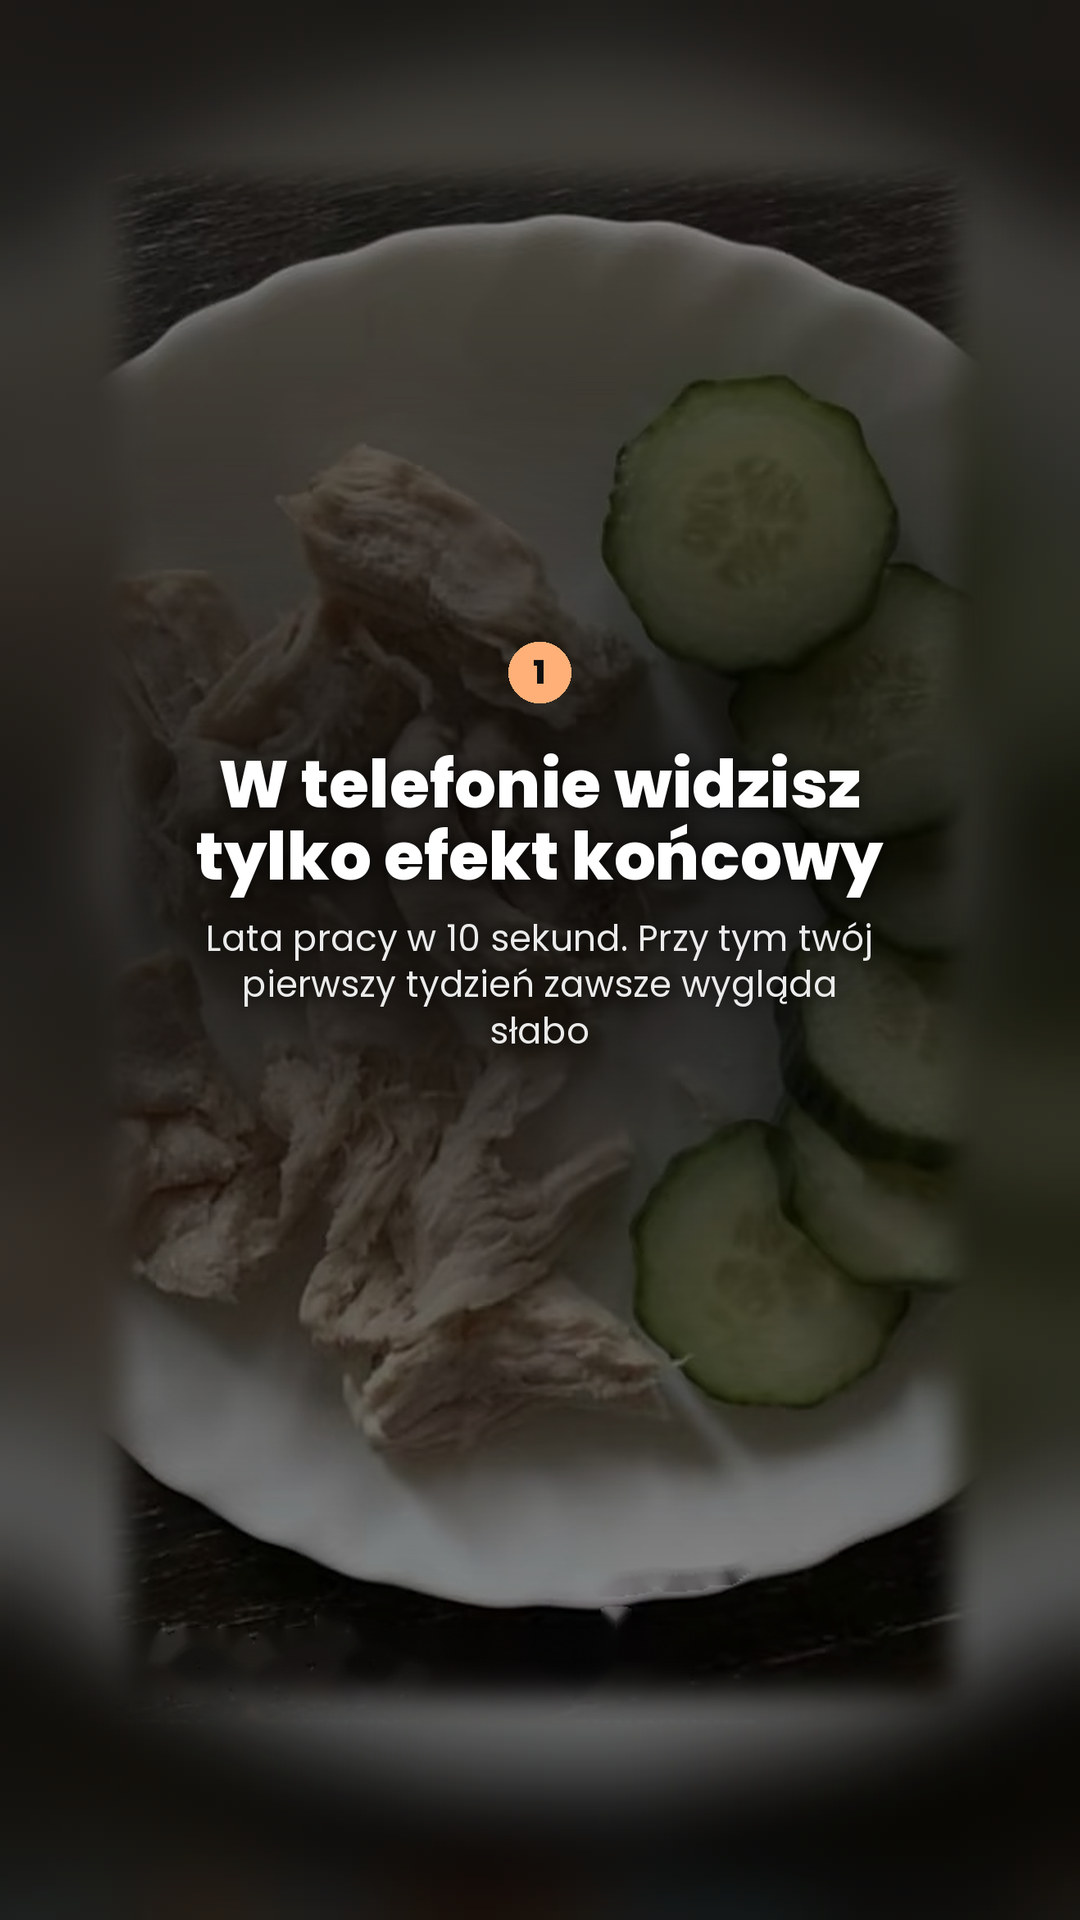 1
W telefonie widzisz
tylko efekt końcowy
Lata pracy w 10 sekund. Przy tym twój
pierwszy tydzień zawsze wygląda
słabo